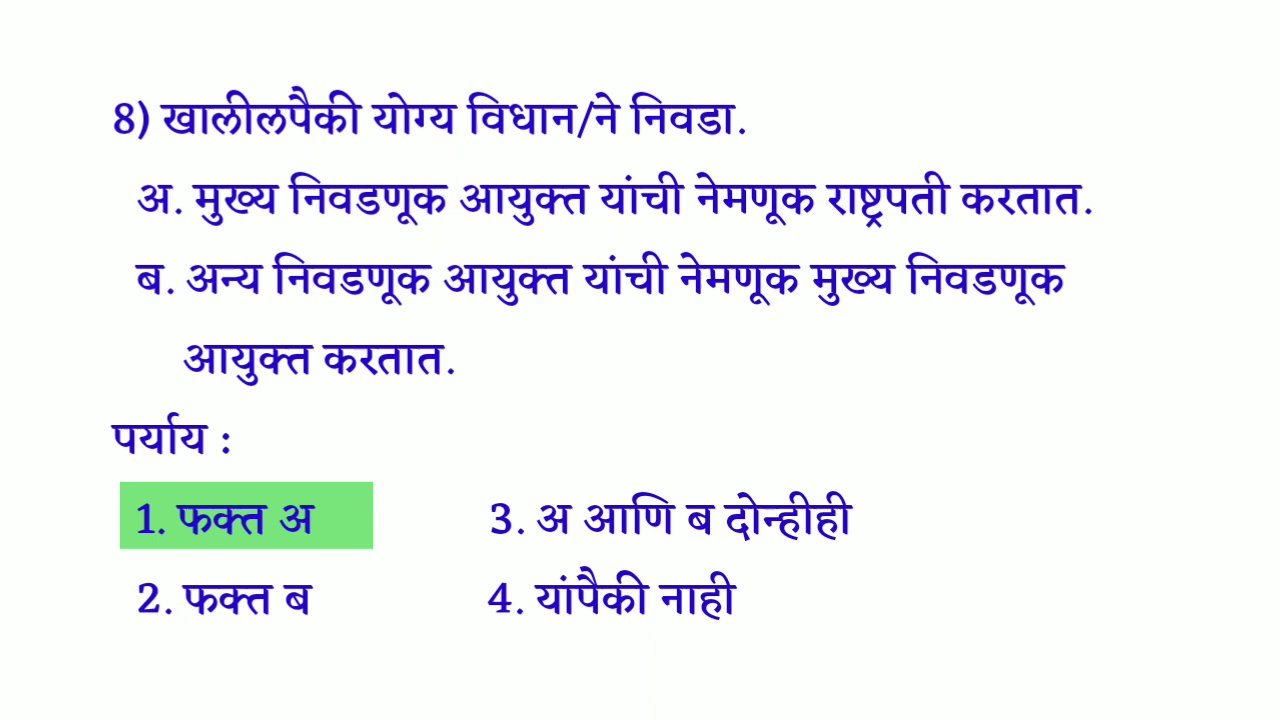 8) खालीलपैकी योग्य विधान/ने निवडा.
अ. मुख्य निवडणूक आयुक्त यांची नेमणूक राष्ट्रपती करतात.
ब. अन्य निवडणूक आयुक्त यांची नेमणूक मुख्य निवडणूक
आयुक्त करतात.
पर्याय :
1. फक्त अ 3. अ आणि ब दोन्हीही
2. फक्त ब 4. यांपैकी नाही